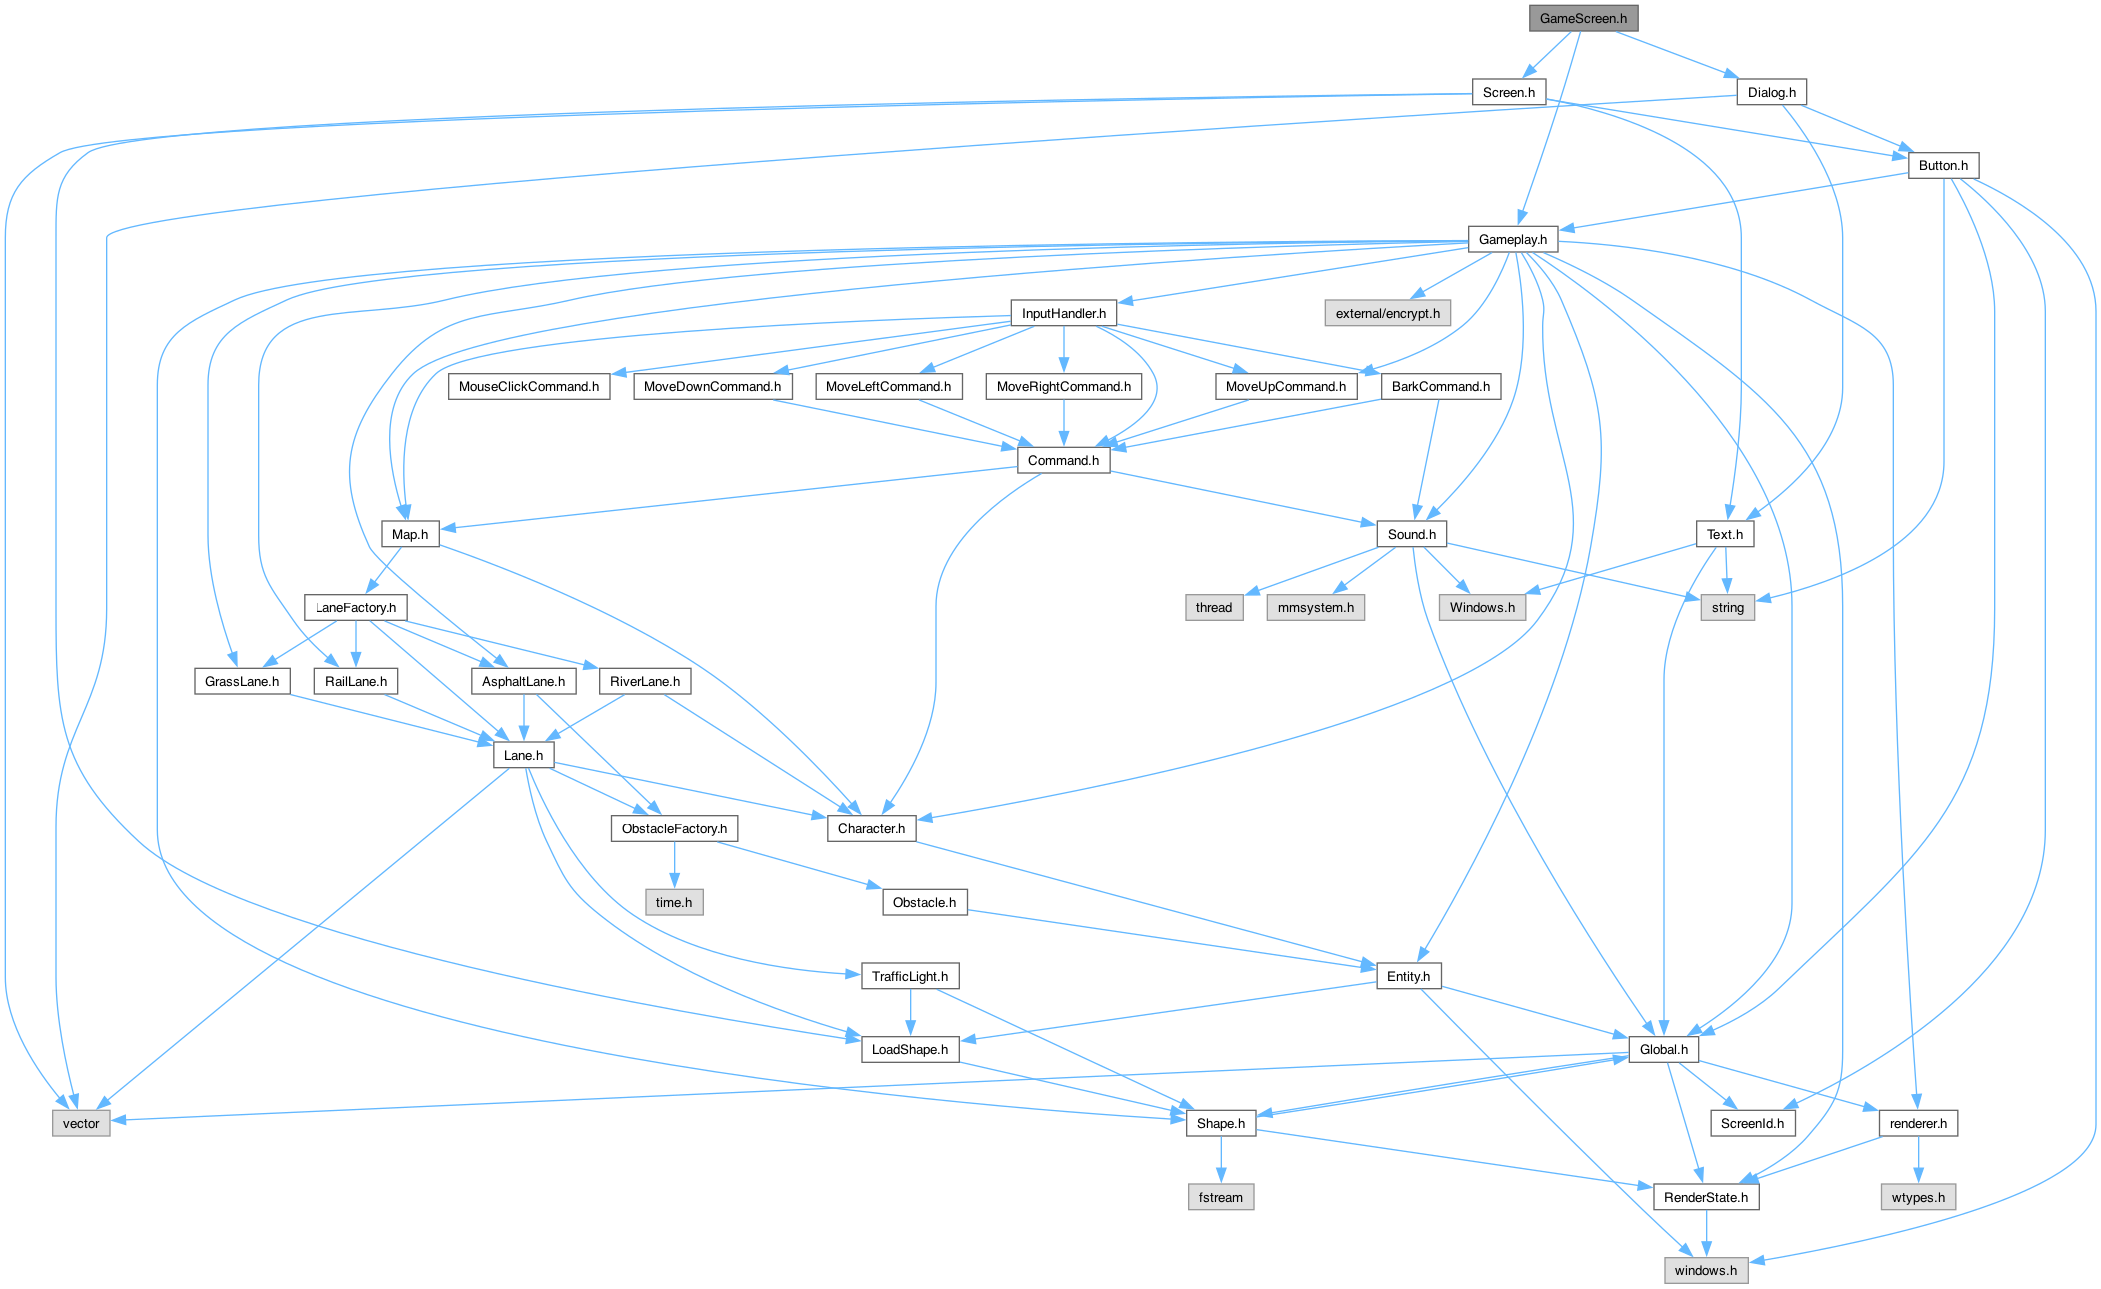 GameScreen.h
Screen.h
Dialog.h
Button.h
Gameplay.h
InputHandler.h
external/encrypt.h
MouseClickCommand.h
MoveDownCommand.h
MoveLeftCommand.h
MoveRightCommand.h
MoveUpCommand.h
BarkCommand.h
Command.h
Map.h
Sound.h
Text.h
LaneFactory.h
thread
mmsystem.h
Windows.h
string
GrassLane.h
RailLane.h
AsphaltLane.h
RiverLane.h
Lane.h
ObstacleFactory.h
Character.h
time.h
Obstacle.h
TrafficLight.h
Entity.h
LoadShape.h
Global.h
vector
Shape.h
ScreenId.h
renderer.h
fstream
RenderState.h
wtypes.h
windows.h